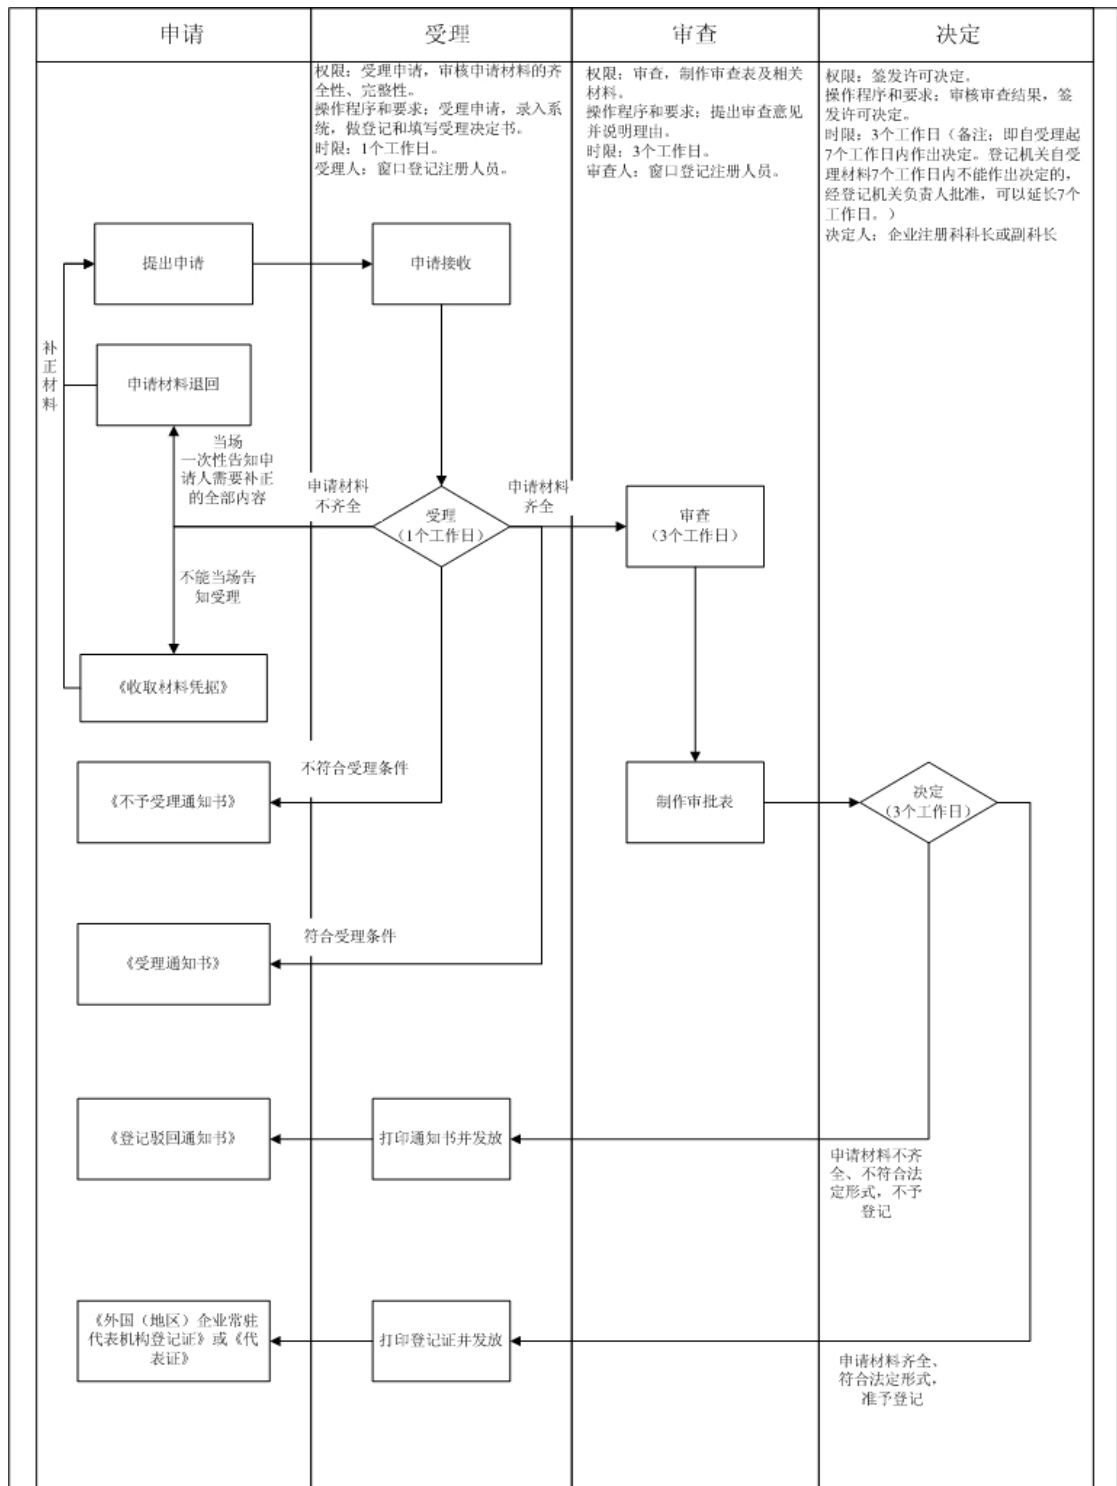 申请
受理
审查
决定
权限：受理申请，审核申请材料的齐
全性、完整性。
操作程序和要求：受理申请，录入系
统，做登记和填写受理决定书。
时限：1个工作日。
受理人：窗口登记注册人员。
权限：审查，制作审查表及相关
材料。
操作程序和要求：提出审查意见
并说明理由。
时限：3个工作日。
审查人：窗口登记注册人员。
权限：签发许可决定。
操作程序和要求：审核审查结果，签
发许可决定。
时限：3个工作日（备注：即自受理起
7个工作日内作出决定。登记机关自受
理材料7个工作日内不能作出决定的，
经登记机关负责人批准，可以延长7个
工作日。）
决定人：企业注册科科长或副科长
提出申请
申请接收
补
正
材
料
申请材料退回
当场
一次性告知申
请人需要补正
的全部内容
申请材料
不齐全
受理
（1个工作日）
申请材料
齐全
审查
（3个工作日）
不能当场告
知受理
《收取材料凭据》
不符合受理条件
《不予受理通知书》
制作审批表
决定
（3个工作日）
符合受理条件
《受理通知书》
《登记驳回通知书》
打印通知书并发放
申请材料不齐
全、不符合法
定形式，不予
登记
《外国（地区）企业常驻
代表机构登记证》或《代
表证》
打印登记证并发放
申请材料齐全、
符合法定形式，
准予登记